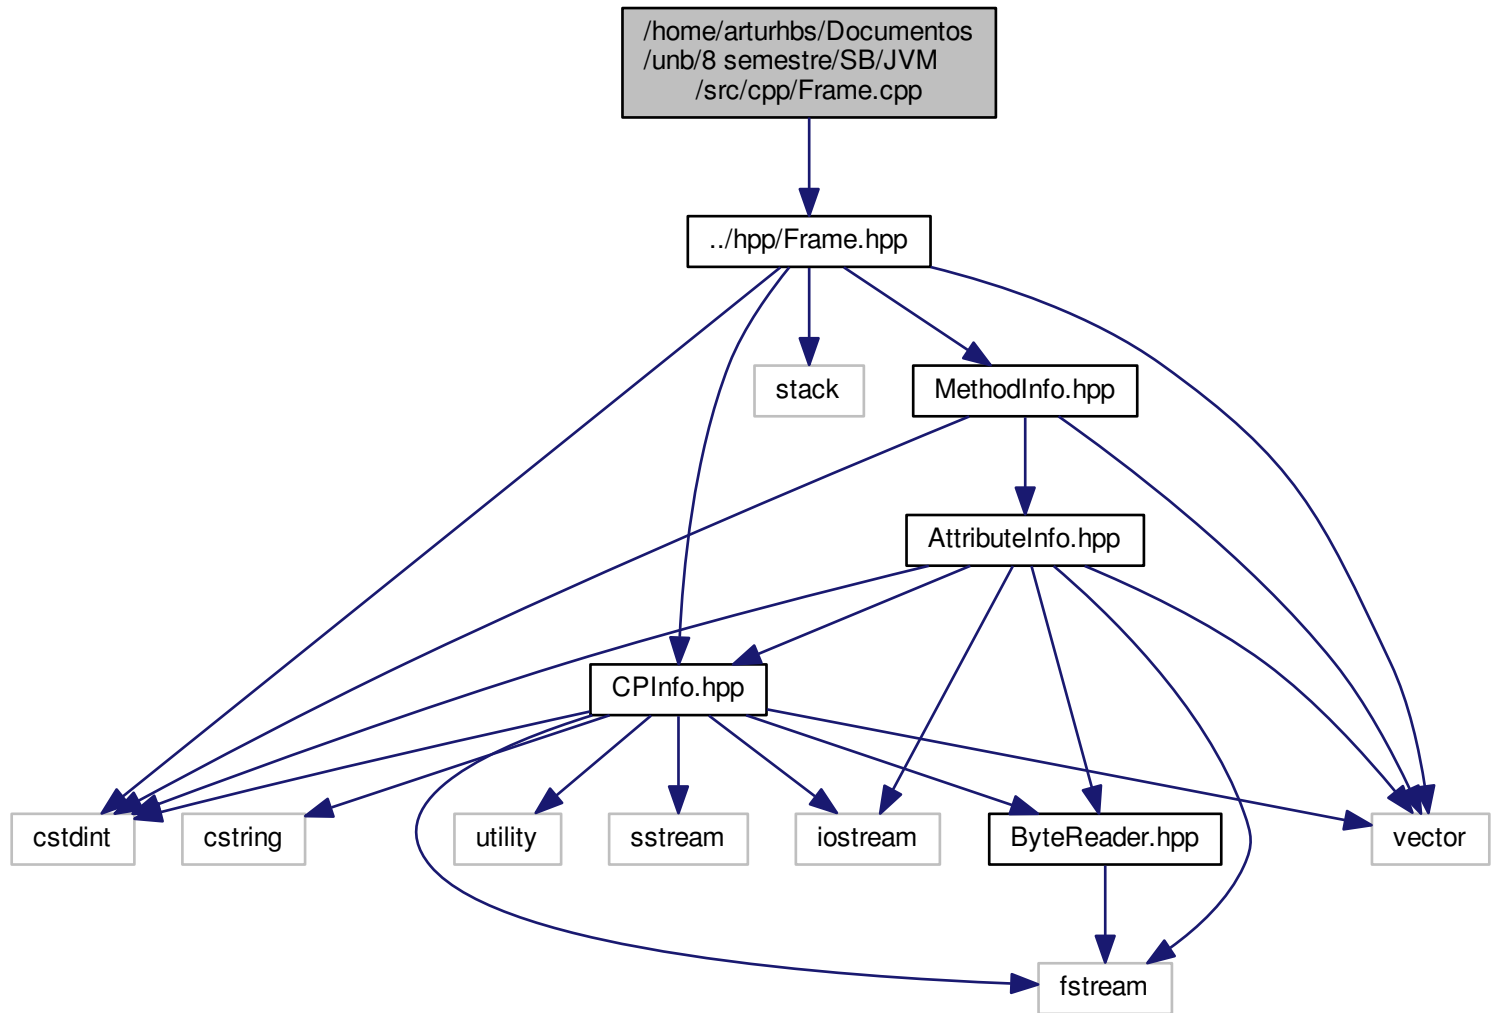 /home/arturhbs/Documentos
/unb/8 semestre/SB/JVM
/src/cpp/Frame.cpp
../hpp/Frame.hpp
stack
MethodInfo.hpp
AttributeInfo.hpp
CPInfo.hpp
cstdint
cstring
utility
sstream
iostream
ByteReader.hpp
vector
fstream